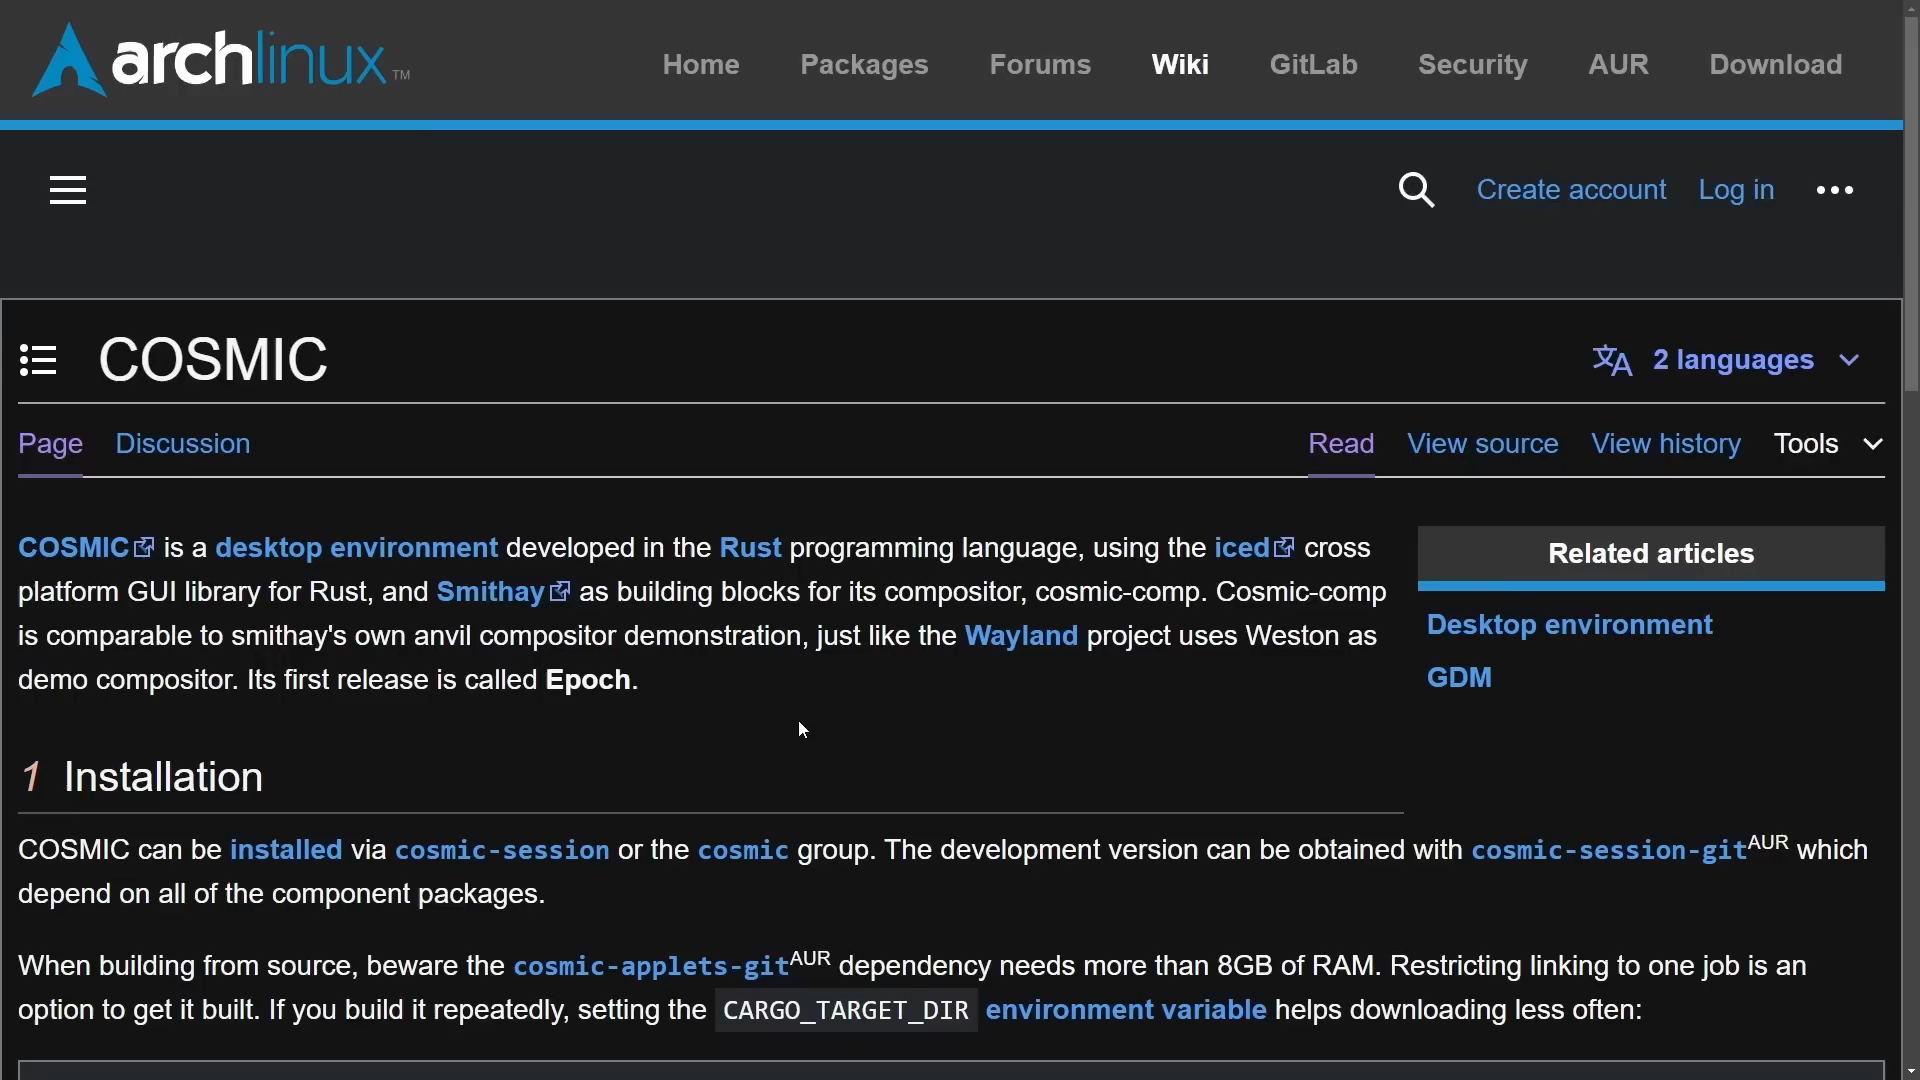 archlinux™
Home Packages Forums Wiki GitLab Security AUR Download
Create account Log in
COSMIC
文A 2 languages
Page Discussion Read View source View history Tools
COSMIC is a desktop environment developed in the Rust programming language, using the iced cross
platform GUI library for Rust, and Smithay as building blocks for its compositor, cosmic-comp. Cosmic-comp
is comparable to smithay's own anvil compositor demonstration, just like the Wayland project uses Weston as
demo compositor. Its first release is called Epoch.
Related articles
Desktop environment
GDM
1 Installation
COSMIC can be installed via cosmic-session or the cosmic group. The development version can be obtained with cosmic-session-gitAUR which
depend on all of the component packages.
When building from source, beware the cosmic-applets-gitAUR dependency needs more than 8GB of RAM. Restricting linking to one job is an
option to get it built. If you build it repeatedly, setting the CARGO_TARGET_DIR environment variable helps downloading less often: